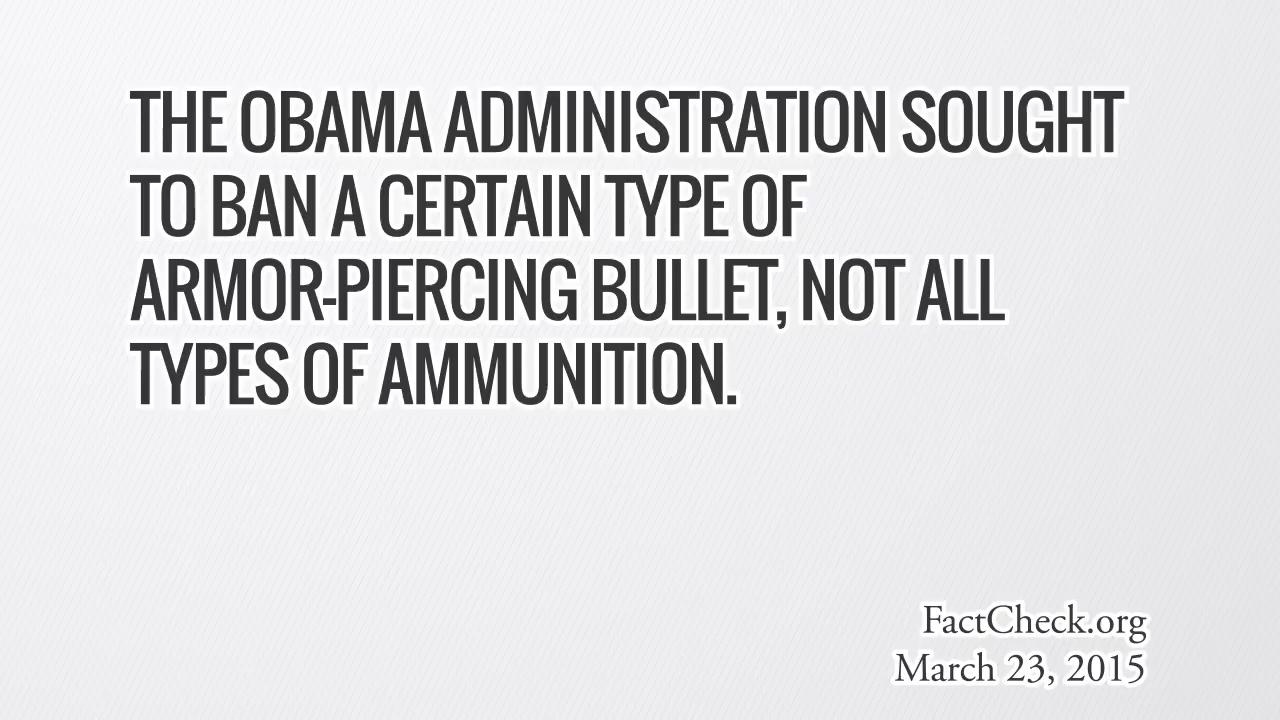 THE OBAMA ADMINISTRATION SOUGHT
TO BAN A CERTAIN TYPE OF
ARMOR-PIERCING BULLET, NOT ALL
TYPES OF AMMUNITION.
FactCheck.org
March 23, 2015